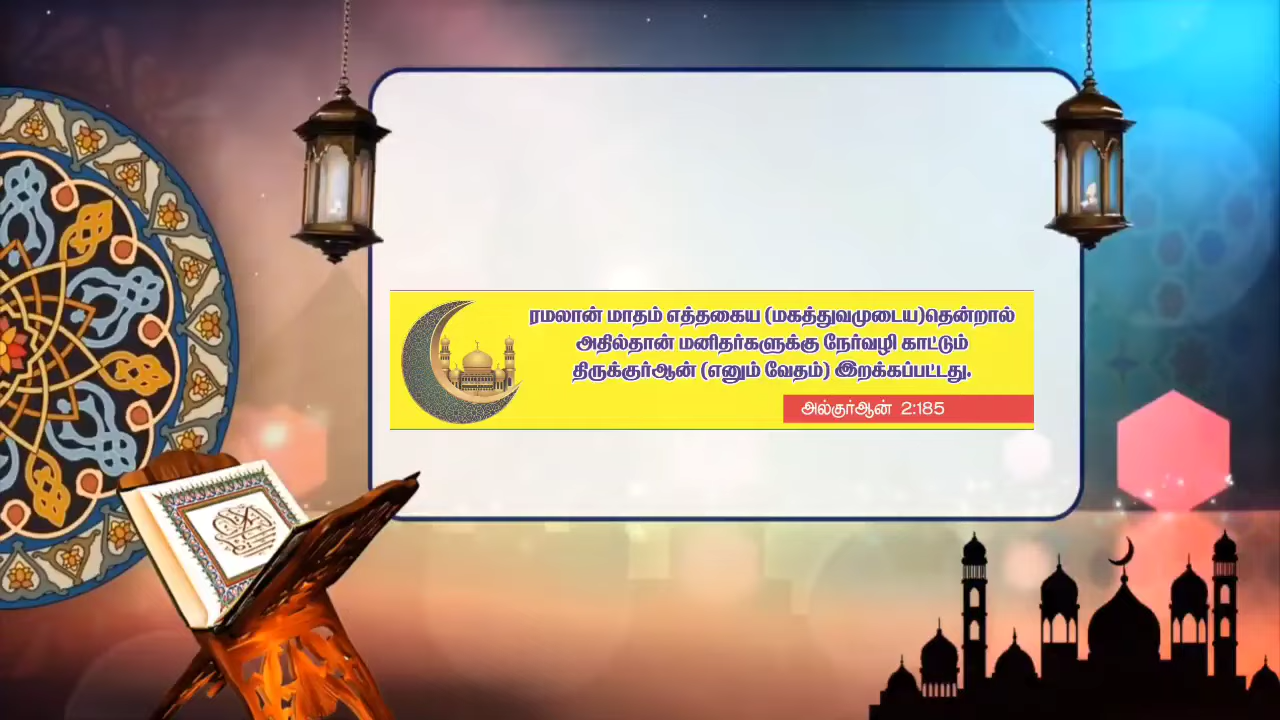 ரமலான் மாதம் எத்தகைய (மகத்துவமுடைய)தென்றால்
அதில்தான் மனிதர்களுக்கு நேர்வழி காட்டும்
திருக்குர்ஆன் (எனும் வேதம்) இறக்கப்பட்டது.
அல்குர்ஆன் 2:185